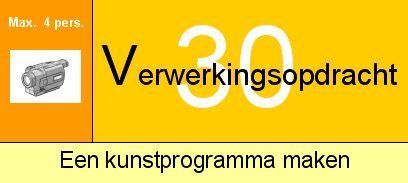 Max. 4 pers.
30
Verwerkingsopdracht
Een kunstprogramma maken